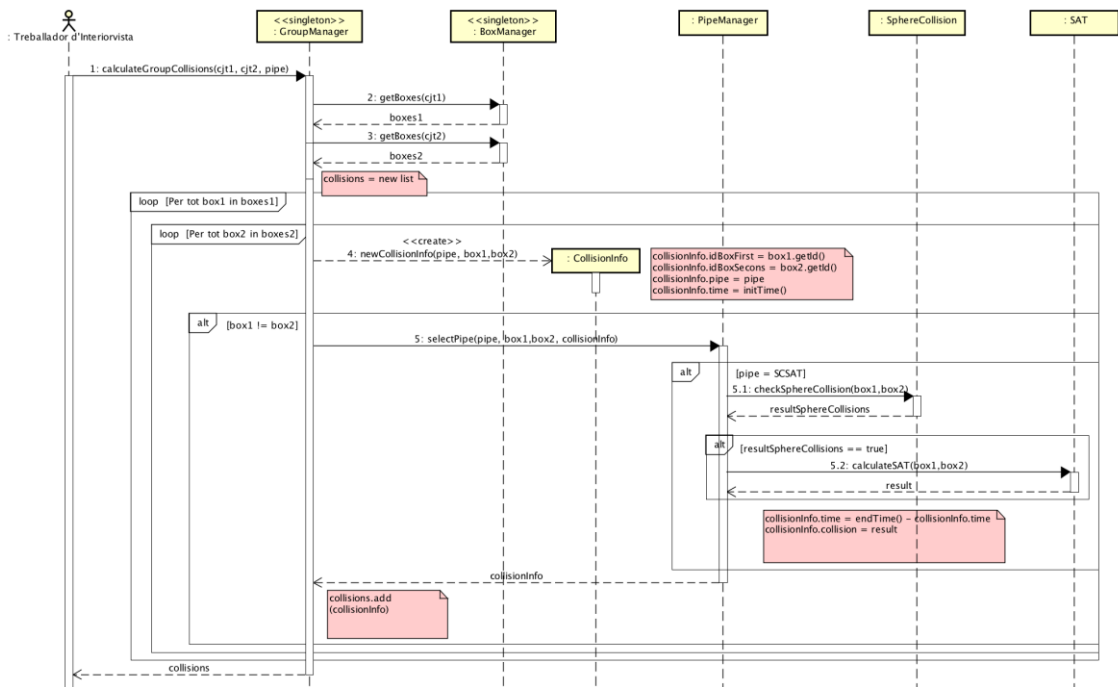 <<singleton>>
: GroupManager
<<singleton>>
: BoxManager
: PipeManager
: SphereCollision
: SAT
: Treballador d'Interiorvista
1: calculateGroupCollisions(cjt1, cjt2, pipe)
2: getBoxes(cjt1)
boxes1
3: getBoxes(cjt2)
boxes2
collisions = new list
loop [Per tot box1 in boxes1]
loop [Per tot box2 in boxes2]
<<create>>
4: newCollisionInfo(pipe, box1,box2)
: CollisionInfo
collisionInfo.idBoxFirst = box1.getId()
collisionInfo.idBoxSecons = box2.getId()
collisionInfo.pipe = pipe
collisionInfo.time = initTime()
alt [box1 != box2]
5: selectPipe(pipe, box1,box2, collisionInfo)
alt [pipe = SCSAT]
5.1: checkSphereCollision(box1,box2)
resultSphereCollisions
alt [resultSphereCollisions == true]
5.2: calculateSAT(box1,box2)
result
collisionInfo.time = endTime() - collisionInfo.time
collisionInfo.collision = result
collisionInfo
collisions.add
(collisionInfo)
collisions